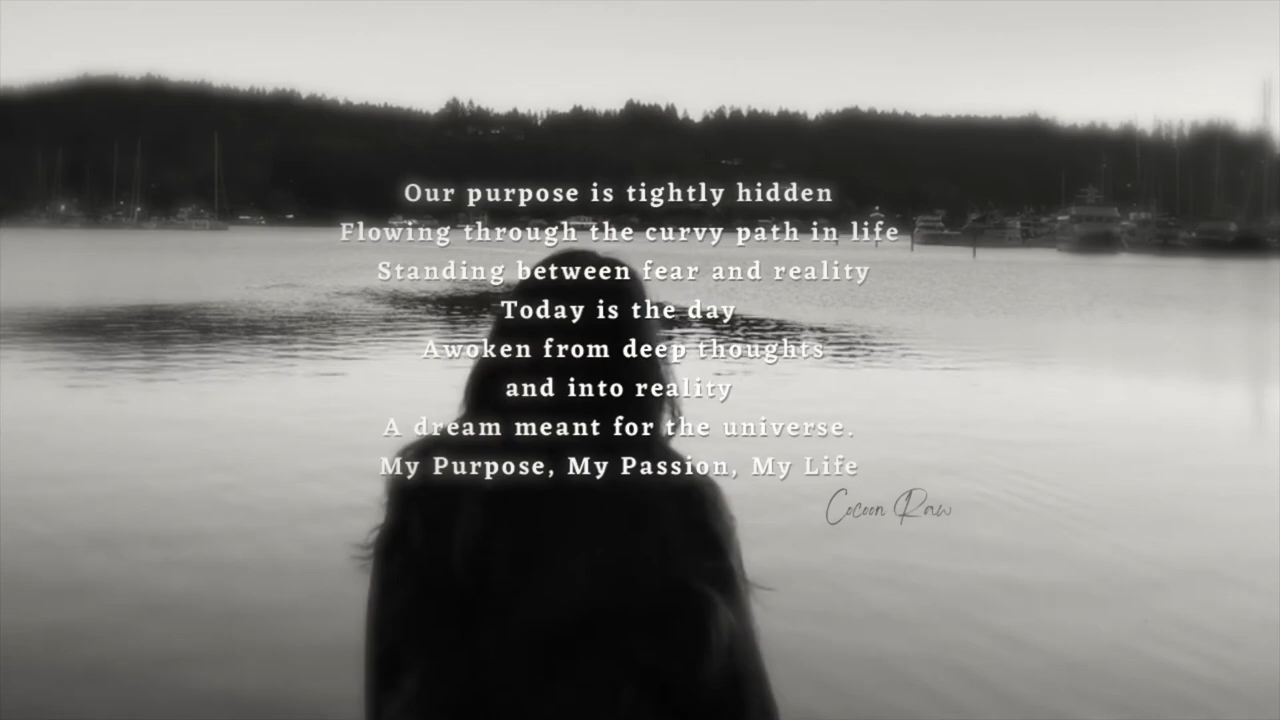 Our purpose is tightly hidden
Flowing through the curvy path in life
Standing between fear and reality
Today is the day
Awoken from deep thoughts
and into reality
A dream meant for the universe.
My Purpose, My Passion, My Life
Cocoon Raw